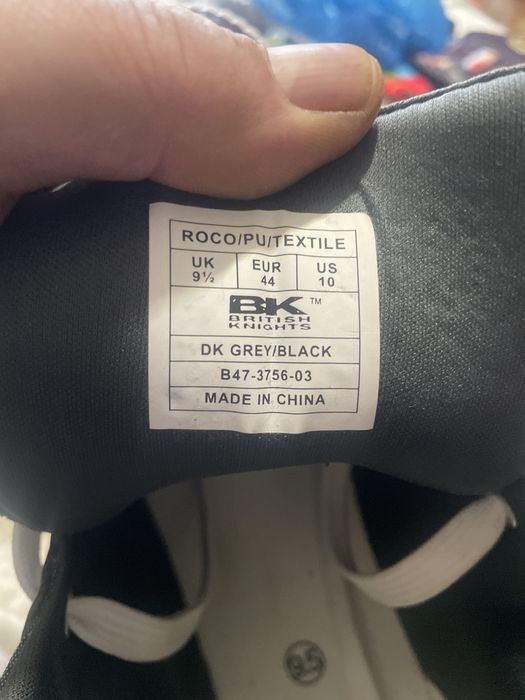 ROCO/PU/TEXTILE
UK EUR US
9½ 44 10
BK™
BRITISH
KNIGHTS
DK GREY/BLACK
B47-3756-03
MADE IN CHINA
9.5